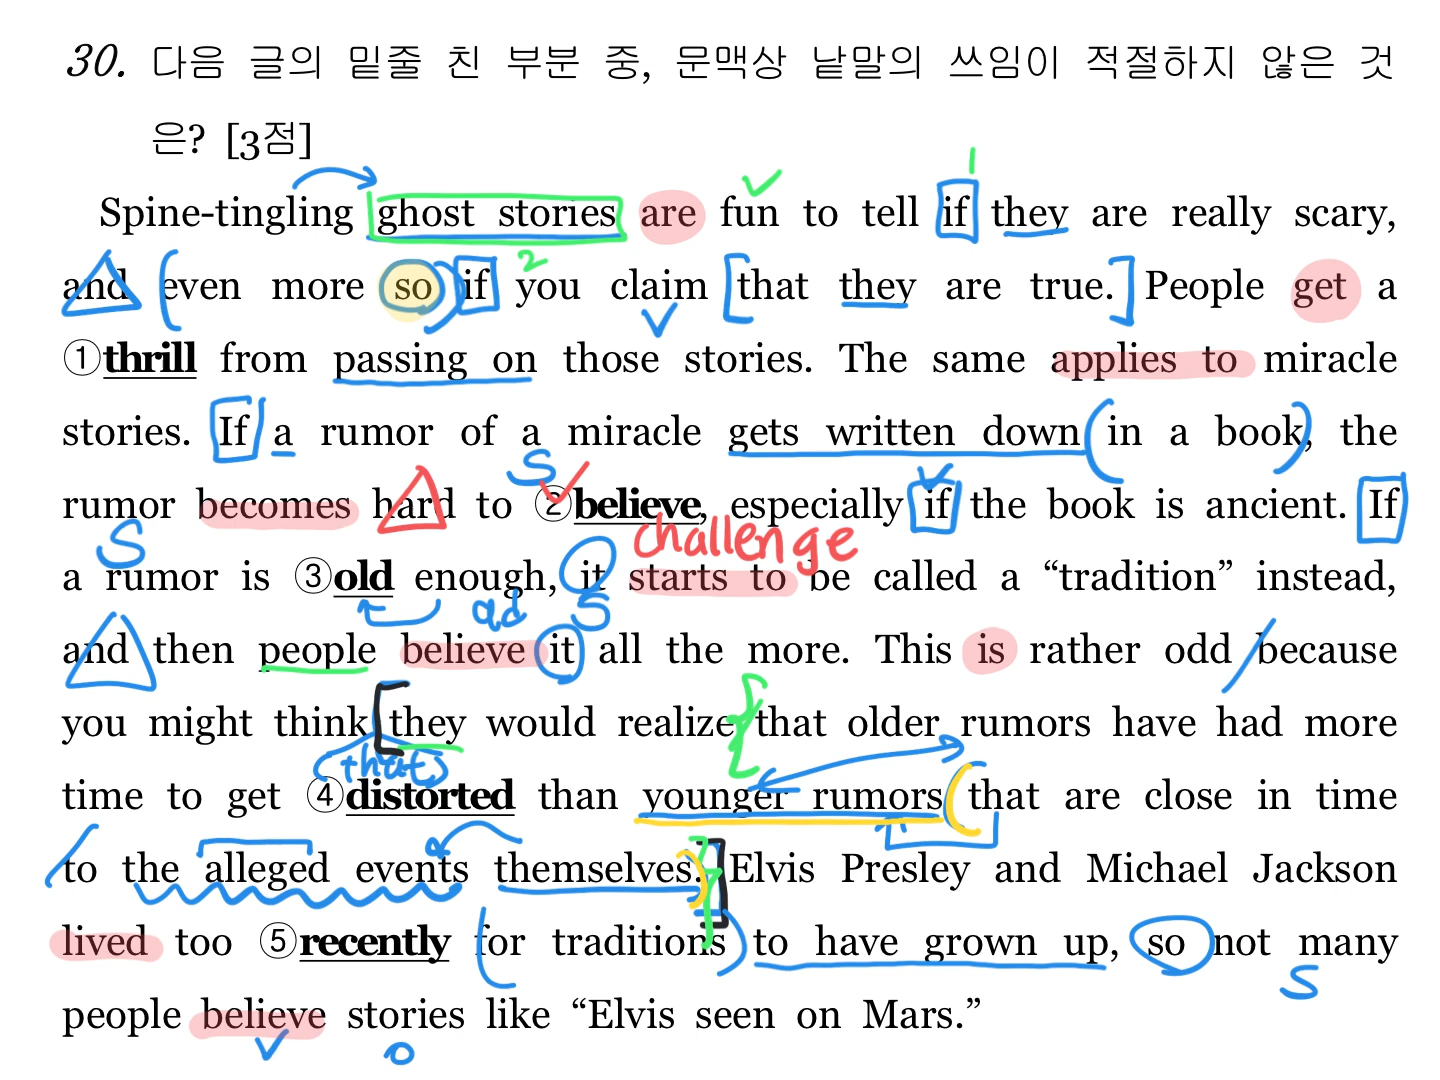 30. 다음 글의 밑줄 친 부분 중, 문맥상 낱말의 쓰임이 적절하지 않은 것
은? [3점]
1
Spine-tingling ghost stories are fun to tell if they are really scary,
2
and even more so if you claim that they are true. People get a
①thrill from passing on those stories. The same applies to miracle
stories. If a rumor of a miracle gets written down in a book, the
S
rumor becomes hard to ②believe, especially if the book is ancient. If
S challenge
a rumor is ③old enough, it starts to be called a “tradition” instead,
ad S
and then people believe it all the more. This is rather odd because
you might think they would realize that older rumors have had more
(that)
time to get ④distorted than younger rumors that are close in time
to the alleged events themselves. Elvis Presley and Michael Jackson
lived too ⑤recently for traditions to have grown up, so not many
S
people believe stories like “Elvis seen on Mars.”
V O